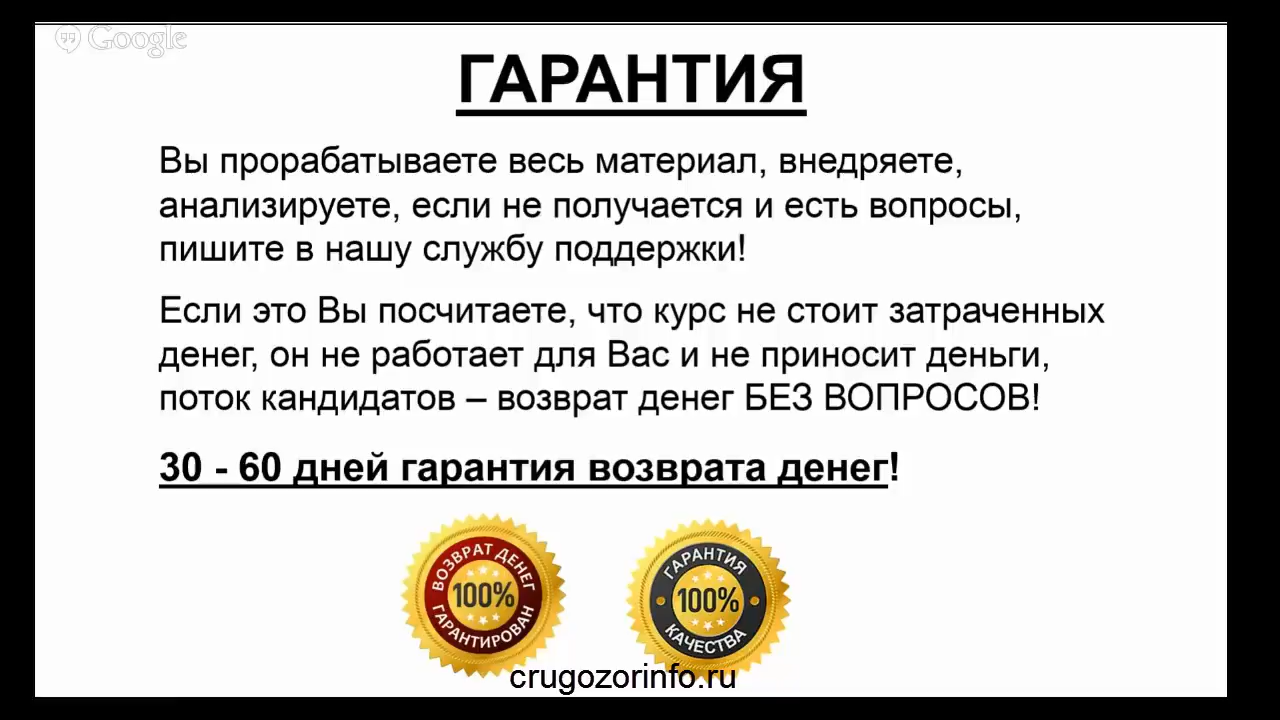 Google
ГАРАНТИЯ
Вы прорабатываете весь материал, внедряете,
анализируете, если не получается и есть вопросы,
пишите в нашу службу поддержки!
Если это Вы посчитаете, что курс не стоит затраченных
денег, он не работает для Вас и не приносит деньги,
поток кандидатов – возврат денег БЕЗ ВОПРОСОВ!
30 - 60 дней гарантия возврата денег!
ВОЗВРАТ ДЕНЕГ
100%
ГАРАНТИРОВАН
ГАРАНТИЯ
100%
КАЧЕСТВА
crugozorinfo.ru